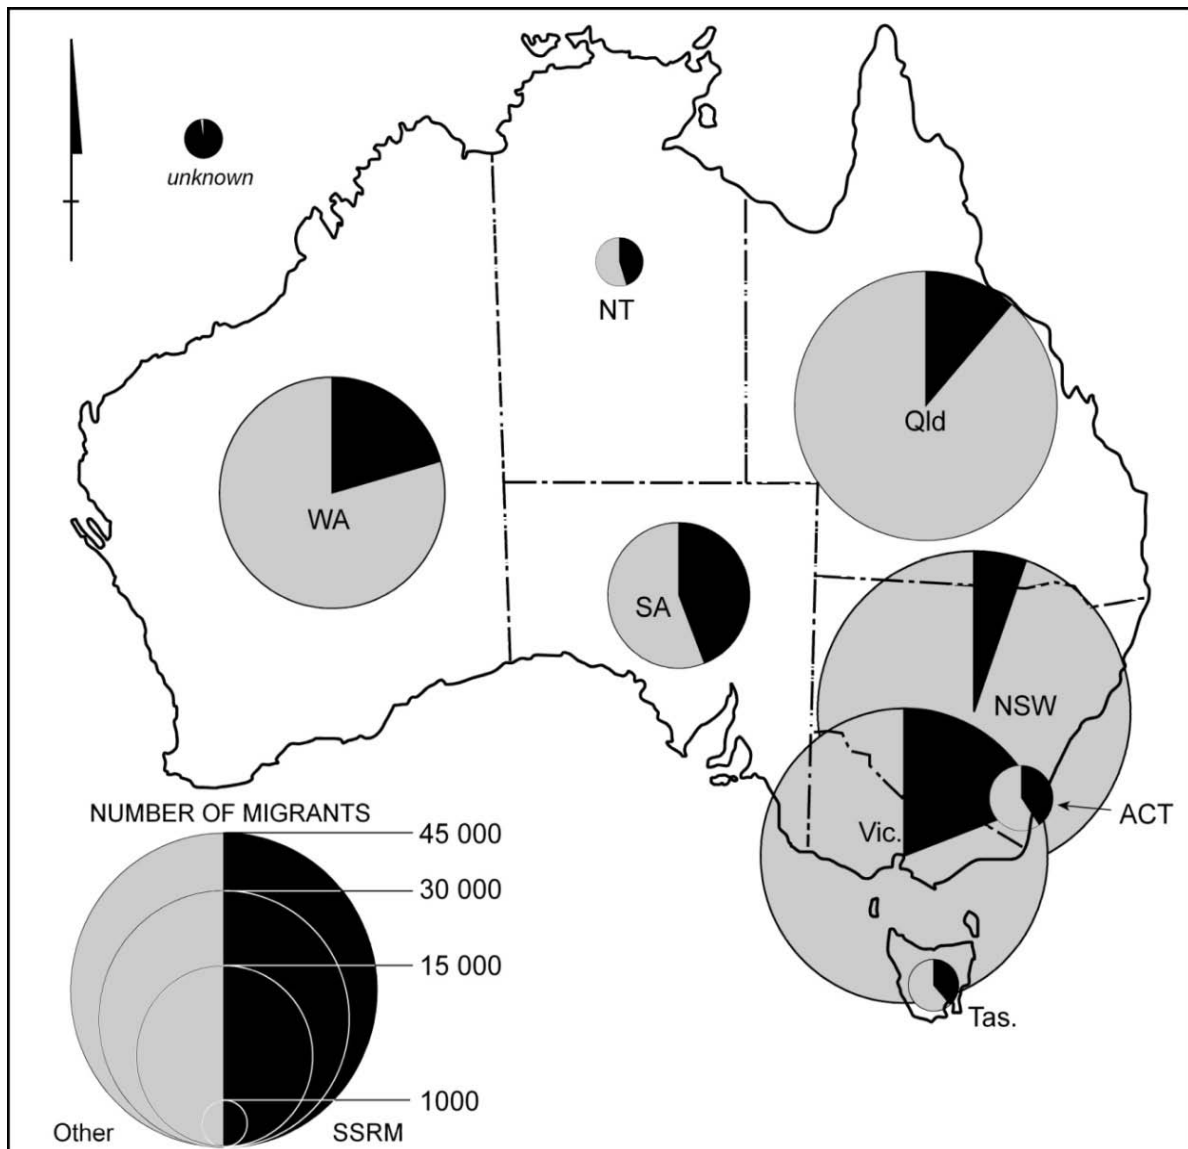 unknown
NT
Qld
WA
SA
NSW
Vic.
ACT
Tas.
NUMBER OF MIGRANTS
45 000
30 000
15 000
1000
Other
SSRM